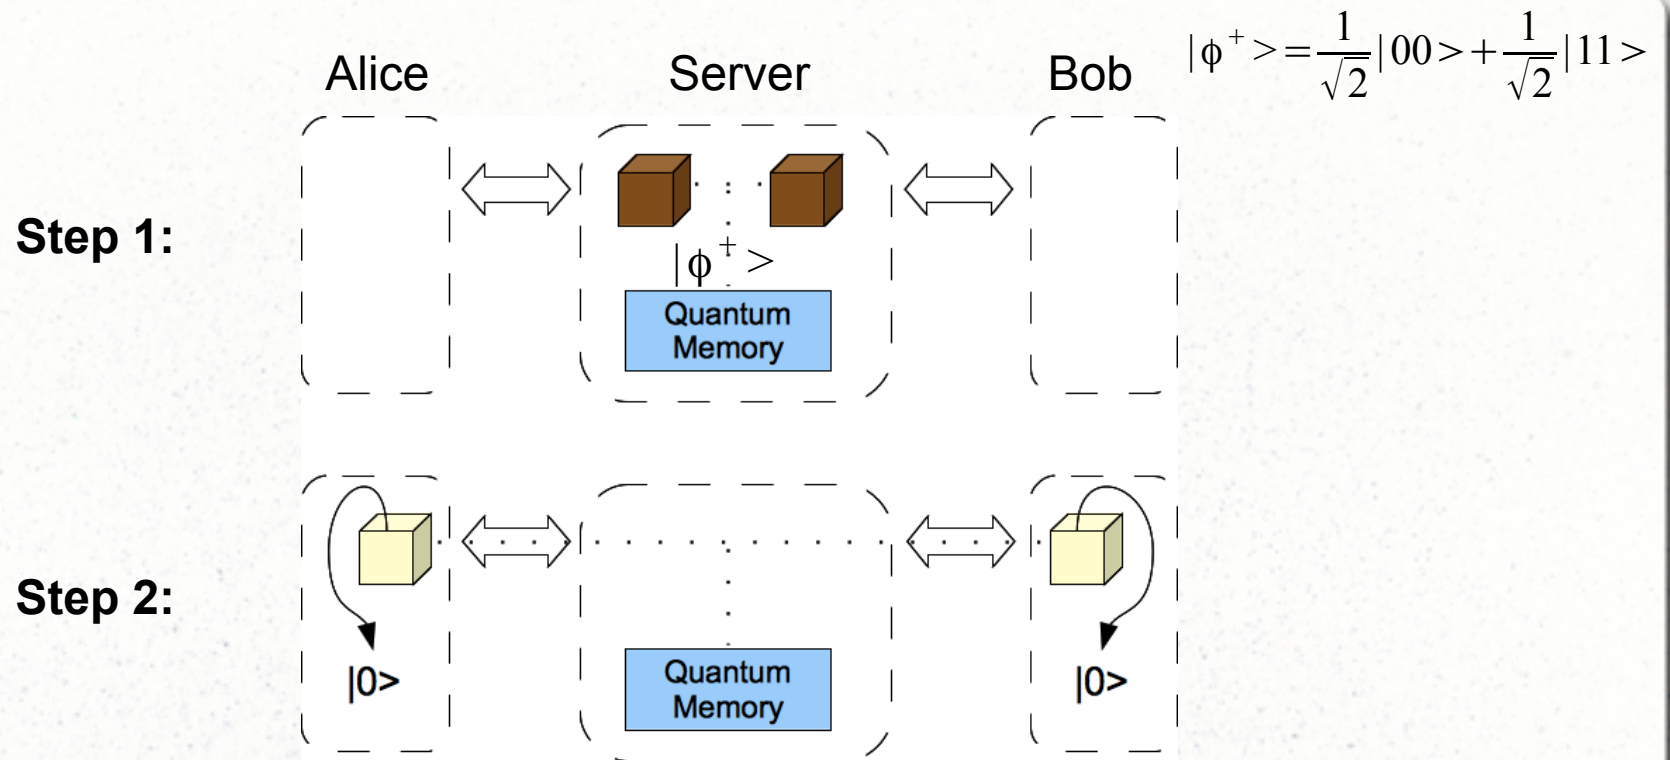 Alice Server Bob |ϕ⁺>=1/√2|00>+1/√2|11>
Step 1:
|ϕ⁺>
Quantum
Memory
Step 2:
|0> |0>
Quantum
Memory